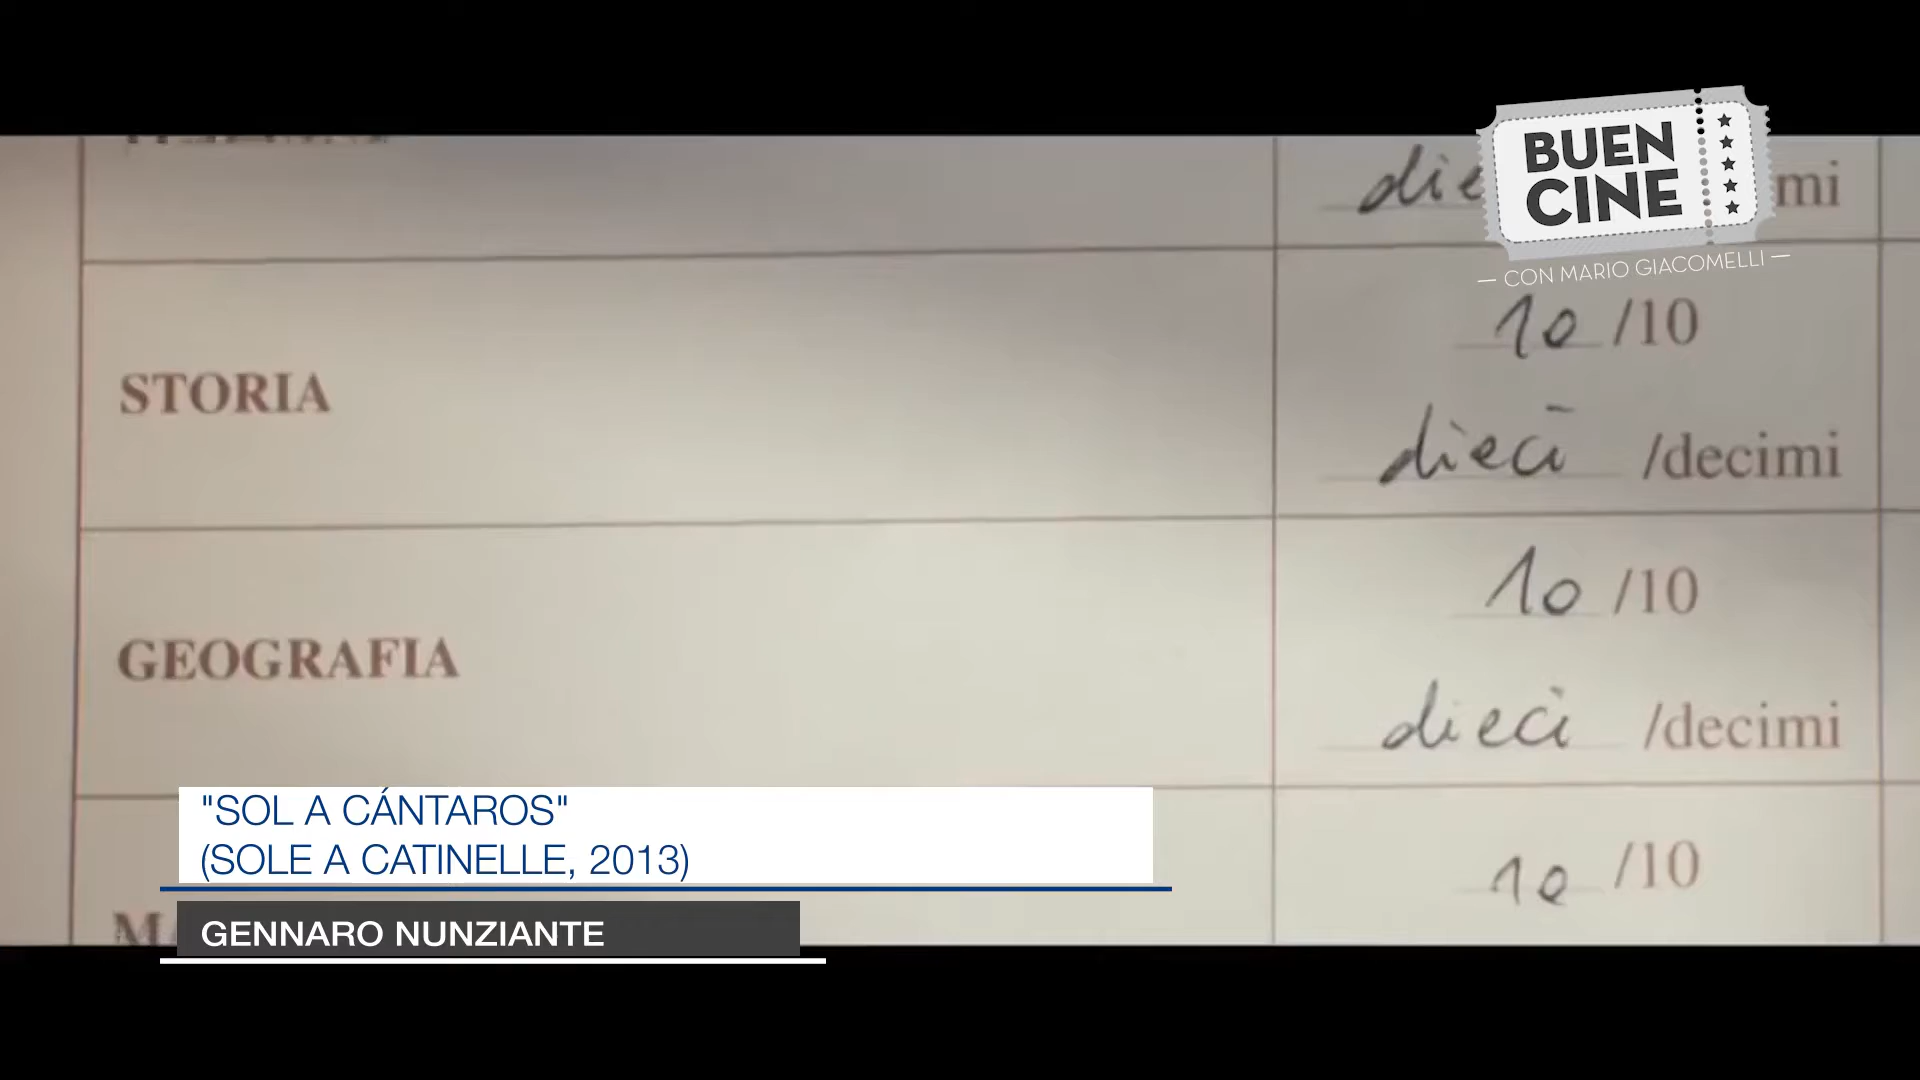 BUEN
CINE
— CON MARIO GIACOMELLI —
/decimi
STORIA
10 /10
dieci /decimi
GEOGRAFIA
10 /10
dieci /decimi
10 /10
"SOL A CÁNTAROS"
(SOLE A CATINELLE, 2013)
GENNARO NUNZIANTE